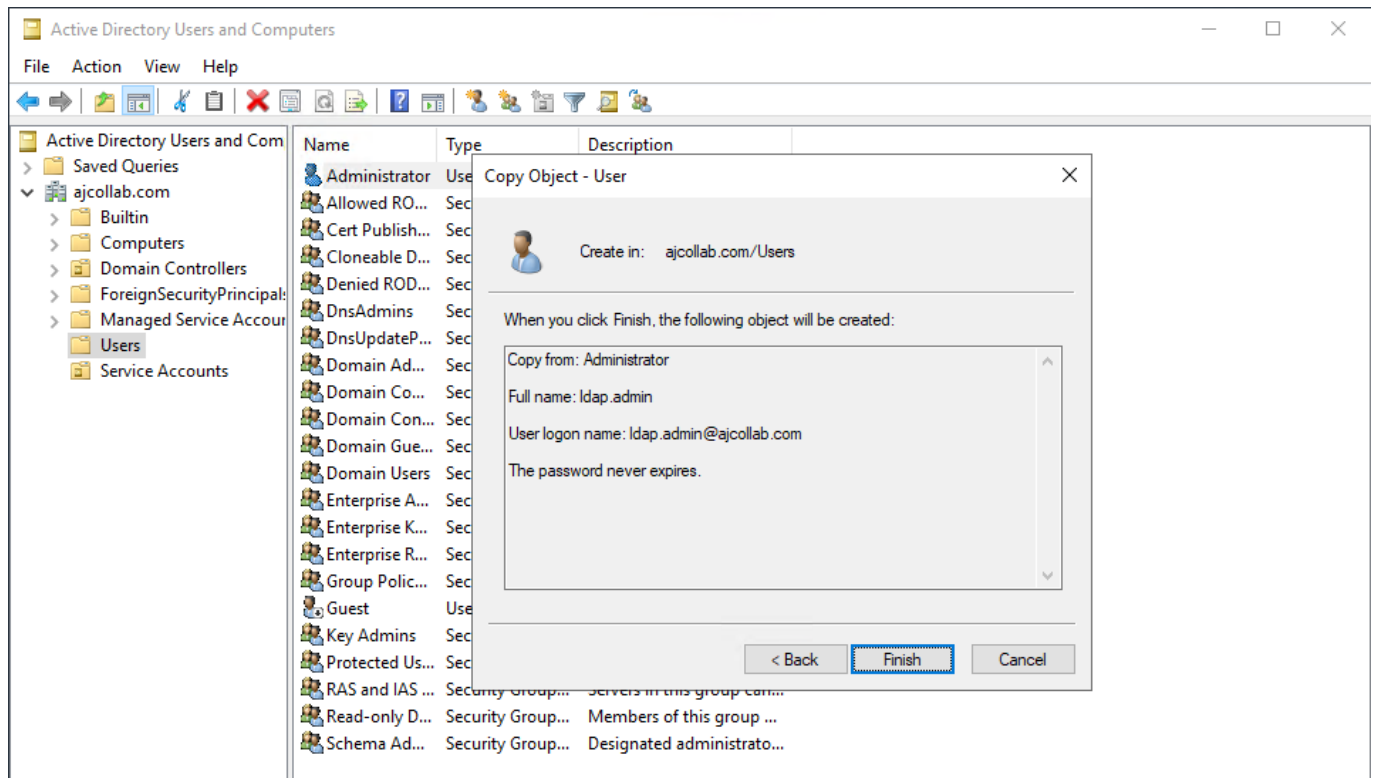 Active Directory Users and Computers
File Action View Help
Active Directory Users and Com
Saved Queries
ajcollab.com
Builtin
Computers
Domain Controllers
ForeignSecurityPrincipals
Managed Service Accour
Users
Service Accounts
Name Type Description
Administrator Use
Allowed RO... Sec
Cert Publish... Sec
Cloneable D... Sec
Denied ROD... Sec
DnsAdmins Sec
DnsUpdateP... Sec
Domain Ad... Sec
Domain Co... Sec
Domain Con... Sec
Domain Gue... Sec
Domain Users Sec
Enterprise A... Sec
Enterprise K... Sec
Enterprise R... Sec
Group Polic... Sec
Guest Use
Key Admins Sec
Protected Us... Sec
RAS and IAS ... Security Group... Servers in this group can...
Read-only D... Security Group... Members of this group ...
Schema Ad... Security Group... Designated administrato...
Copy Object - User
Create in: ajcollab.com/Users
When you click Finish, the following object will be created:
Copy from: Administrator
Full name: ldap.admin
User logon name: ldap.admin@ajcollab.com
The password never expires.
< Back Finish Cancel